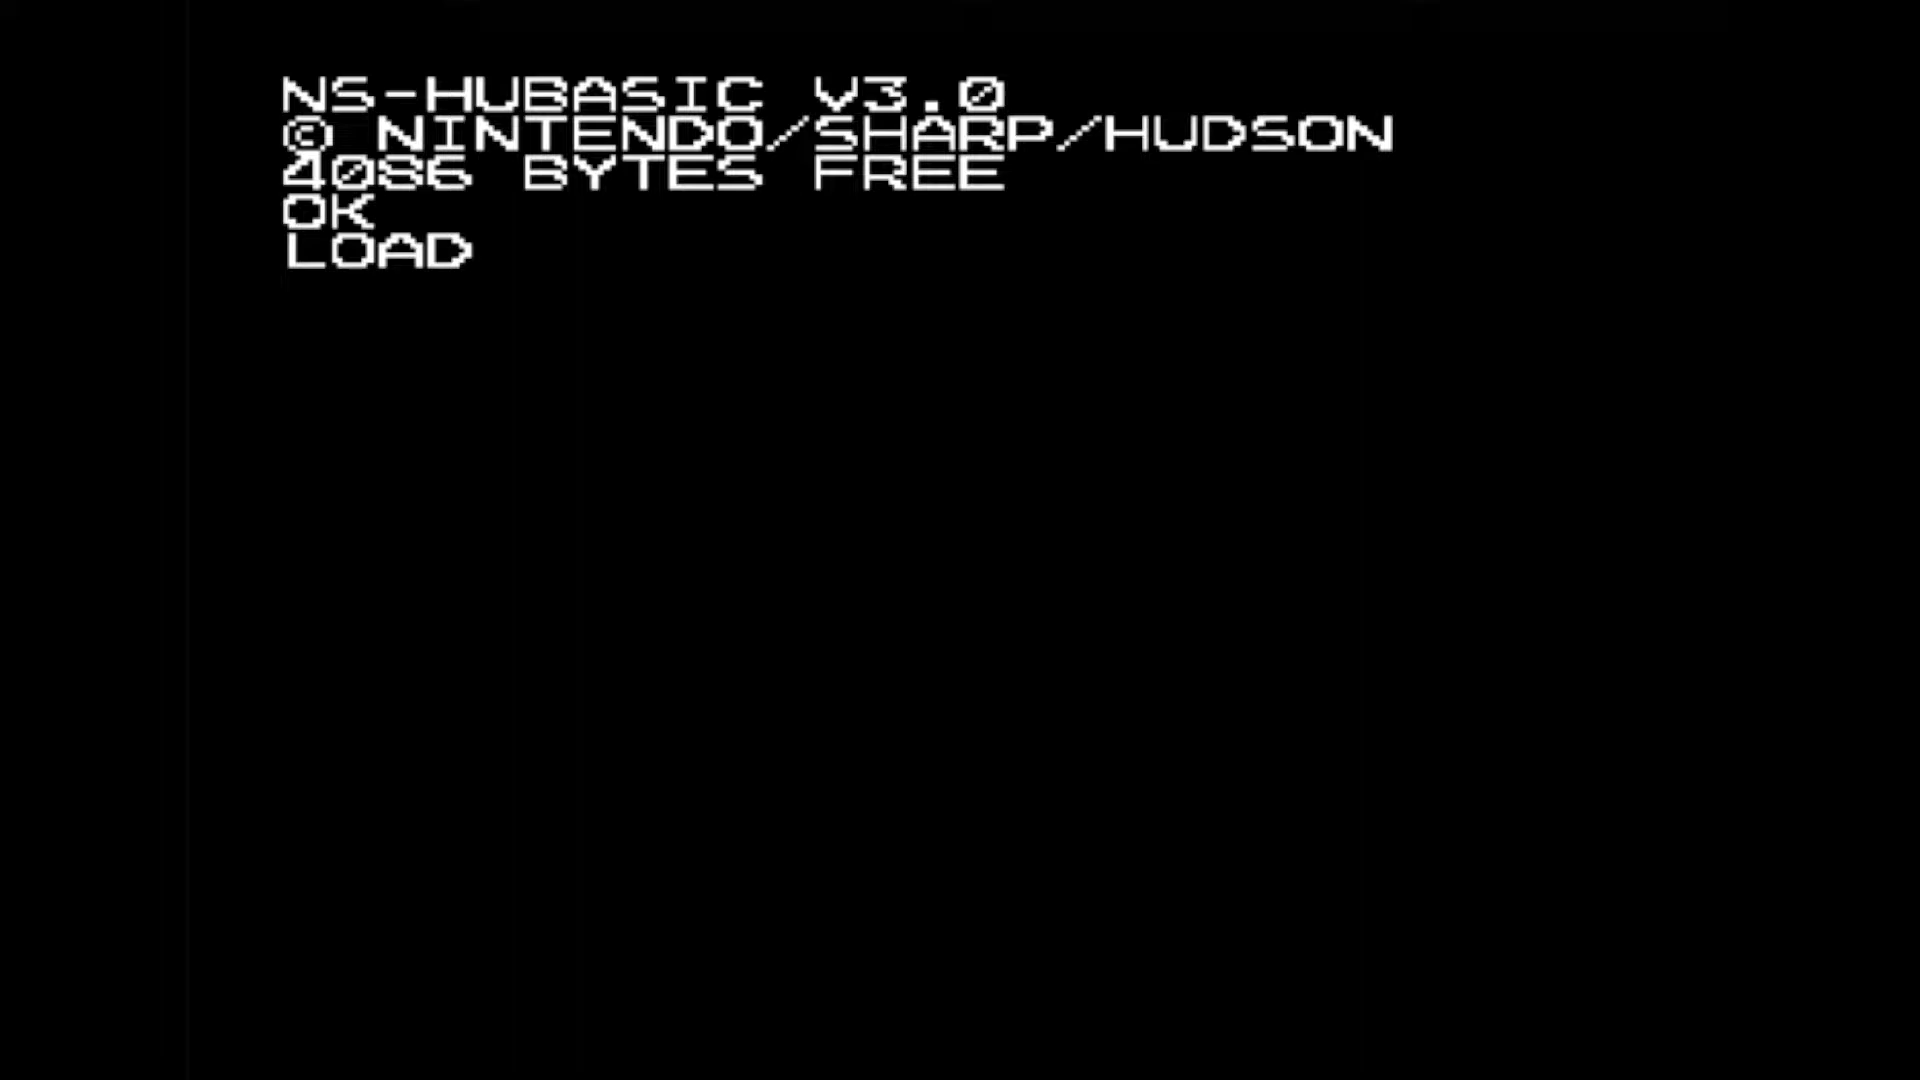 NS-HUBASIC V3.0
© NINTENDO/SHARP/HUDSON
4086 BYTES FREE
OK
LOAD